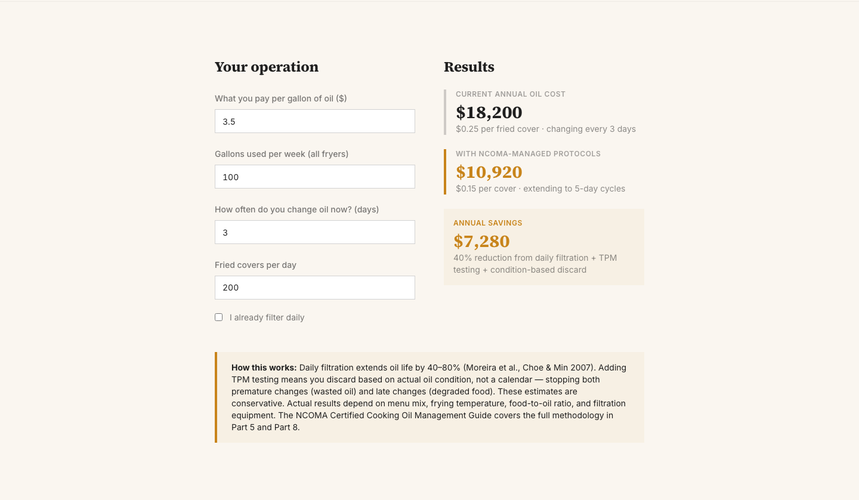 Your operation
What you pay per gallon of oil ($)
3.5
Gallons used per week (all fryers)
100
How often do you change oil now? (days)
3
Fried covers per day
200
I already filter daily
Results
CURRENT ANNUAL OIL COST
$18,200
$0.25 per fried cover · changing every 3 days
WITH NCOMA-MANAGED PROTOCOLS
$10,920
$0.15 per cover · extending to 5-day cycles
ANNUAL SAVINGS
$7,280
40% reduction from daily filtration + TPM
testing + condition-based discard
How this works: Daily filtration extends oil life by 40–80% (Moreira et al., Choe & Min 2007). Adding
TPM testing means you discard based on actual oil condition, not a calendar — stopping both
premature changes (wasted oil) and late changes (degraded food). These estimates are
conservative. Actual results depend on menu mix, frying temperature, food-to-oil ratio, and filtration
equipment. The NCOMA Certified Cooking Oil Management Guide covers the full methodology in
Part 5 and Part 8.